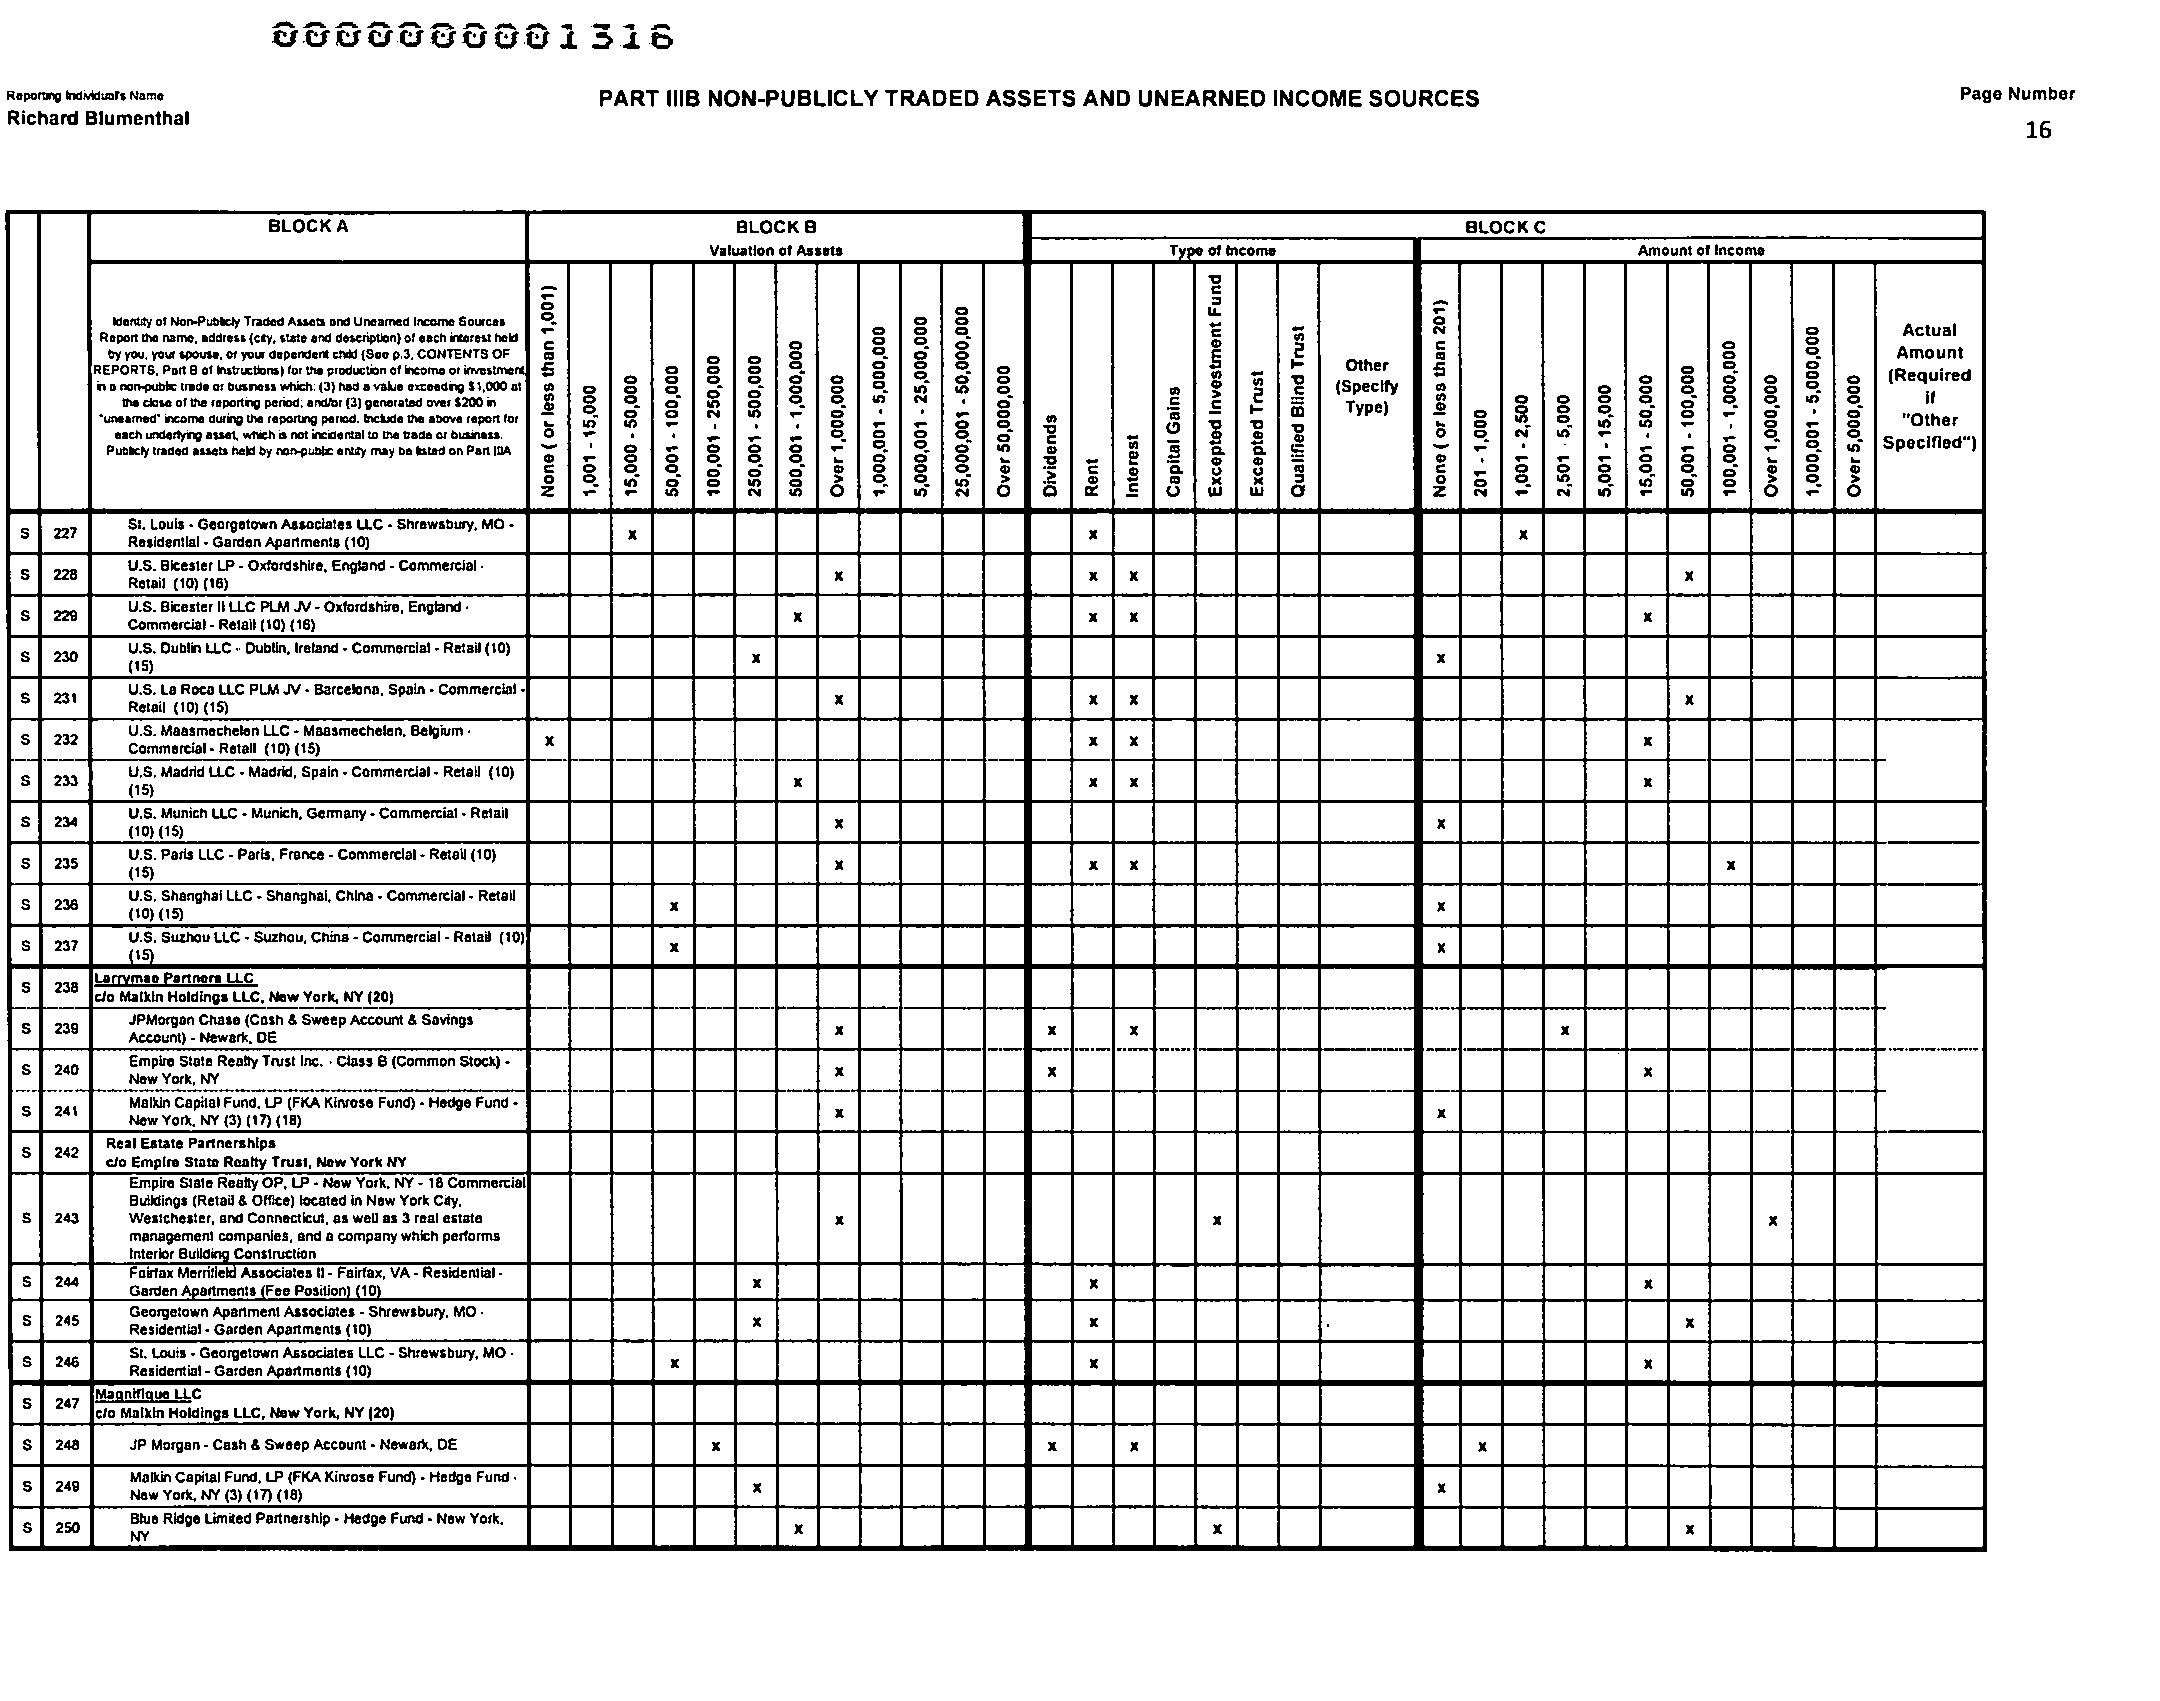 0000000001316
Reporting Individual's Name
Richard Blumenthal
PART IIIB NON-PUBLICLY TRADED ASSETS AND UNEARNED INCOME SOURCES
Page Number
16
BLOCK A
BLOCK B
BLOCK C
Valuation of Assets
Type of Income
Amount of Income
Identity of Non-Publicly Traded Assets and Unearned Income Sources
Report the name, address (city, state and description) of each interest held
by you, your spouse, or your dependent child (See p.3, CONTENTS OF
REPORTS, Part B of Instructions) for the production of income or investment
in a non-public trade or business which: (3) had a value exceeding $1,000 at
the close of the reporting period; and/or (3) generated over $200 in
"unearned" income during the reporting period. Include the above report for
each underlying asset, which is not incidental to the trade or business.
Publicly traded assets held by non-public entity may be listed on Part IIIA
None ( or less than 1,001)
1,001 - 15,000
15,000 - 50,000
50,001 - 100,000
100,001 - 250,000
250,001 - 500,000
500,001 - 1,000,000
Over 1,000,000
1,000,001 - 5,000,000
5,000,001 - 25,000,000
25,000,001 - 50,000,000
Over 50,000,000
Dividends
Rent
Interest
Capital Gains
Excepted Investment Fund
Excepted Trust
Qualified Blind Trust
Other
(Specify
Type)
None ( or less than 201)
201 - 1,000
1,001 - 2,500
2,501 - 5,000
5,001 - 15,000
15,001 - 50,000
50,001 - 100,000
100,001 - 1,000,000
Over 1,000,000
1,000,001 - 5,000,000
Over 5,000,000
Actual
Amount
(Required
if
"Other
Specified")
S 227 St. Louis - Georgetown Associates LLC - Shrewsbury, MO -
Residential - Garden Apartments (10) x x x
S 228 U.S. Bicester LP - Oxfordshire, England - Commercial -
Retail (10) (16) x x x x
S 229 U.S. Bicester II LLC PLM JV - Oxfordshire, England -
Commercial - Retail (10) (16) x x x x
S 230 U.S. Dublin LLC - Dublin, Ireland - Commercial - Retail (10)
(15) x x
S 231 U.S. La Roca LLC PLM JV - Barcelona, Spain - Commercial -
Retail (10) (15) x x x x
S 232 U.S. Maasmechelen LLC - Maasmechelen, Belgium -
Commercial - Retail (10) (15) x x x x
S 233 U.S. Madrid LLC - Madrid, Spain - Commercial - Retail (10)
(15) x x x x
S 234 U.S. Munich LLC - Munich, Germany - Commercial - Retail
(10) (15) x x
S 235 U.S. Paris LLC - Paris, France - Commercial - Retail (10)
(15) x x x x
S 236 U.S. Shanghai LLC - Shanghai, China - Commercial - Retail
(10) (15) x x
S 237 U.S. Suzhou LLC - Suzhou, China - Commercial - Retail (10)
(15) x x
S 238 Larrymae Partners LLC
c/o Malkin Holdings LLC, New York, NY (20)
S 239 JPMorgan Chase (Cash & Sweep Account & Savings
Account) - Newark, DE x x x x
S 240 Empire State Realty Trust Inc. - Class B (Common Stock) -
New York, NY x x x
S 241 Malkin Capital Fund, LP (FKA Kinrose Fund) - Hedge Fund -
New York, NY (3) (17) (18) x x
S 242 Real Estate Partnerships
c/o Empire State Realty Trust, New York NY
S 243 Empire State Realty OP, LP - New York, NY - 18 Commercial
Buildings (Retail & Office) located in New York City,
Westchester, and Connecticut, as well as 3 real estate
management companies, and a company which performs
Interior Building Construction x x x
S 244 Fairfax Merrifield Associates II - Fairfax, VA - Residential -
Garden Apartments (Fee Position) (10) x x x
S 245 Georgetown Apartment Associates - Shrewsbury, MO -
Residential - Garden Apartments (10) x x x
S 246 St. Louis - Georgetown Associates LLC - Shrewsbury, MO -
Residential - Garden Apartments (10) x x x
S 247 Magnifique LLC
c/o Malkin Holdings LLC, New York, NY (20)
S 248 JP Morgan - Cash & Sweep Account - Newark, DE x x x x
S 249 Malkin Capital Fund, LP (FKA Kinrose Fund) - Hedge Fund -
New York, NY (3) (17) (18) x x
S 250 Blue Ridge Limited Partnership - Hedge Fund - New York,
NY x x x